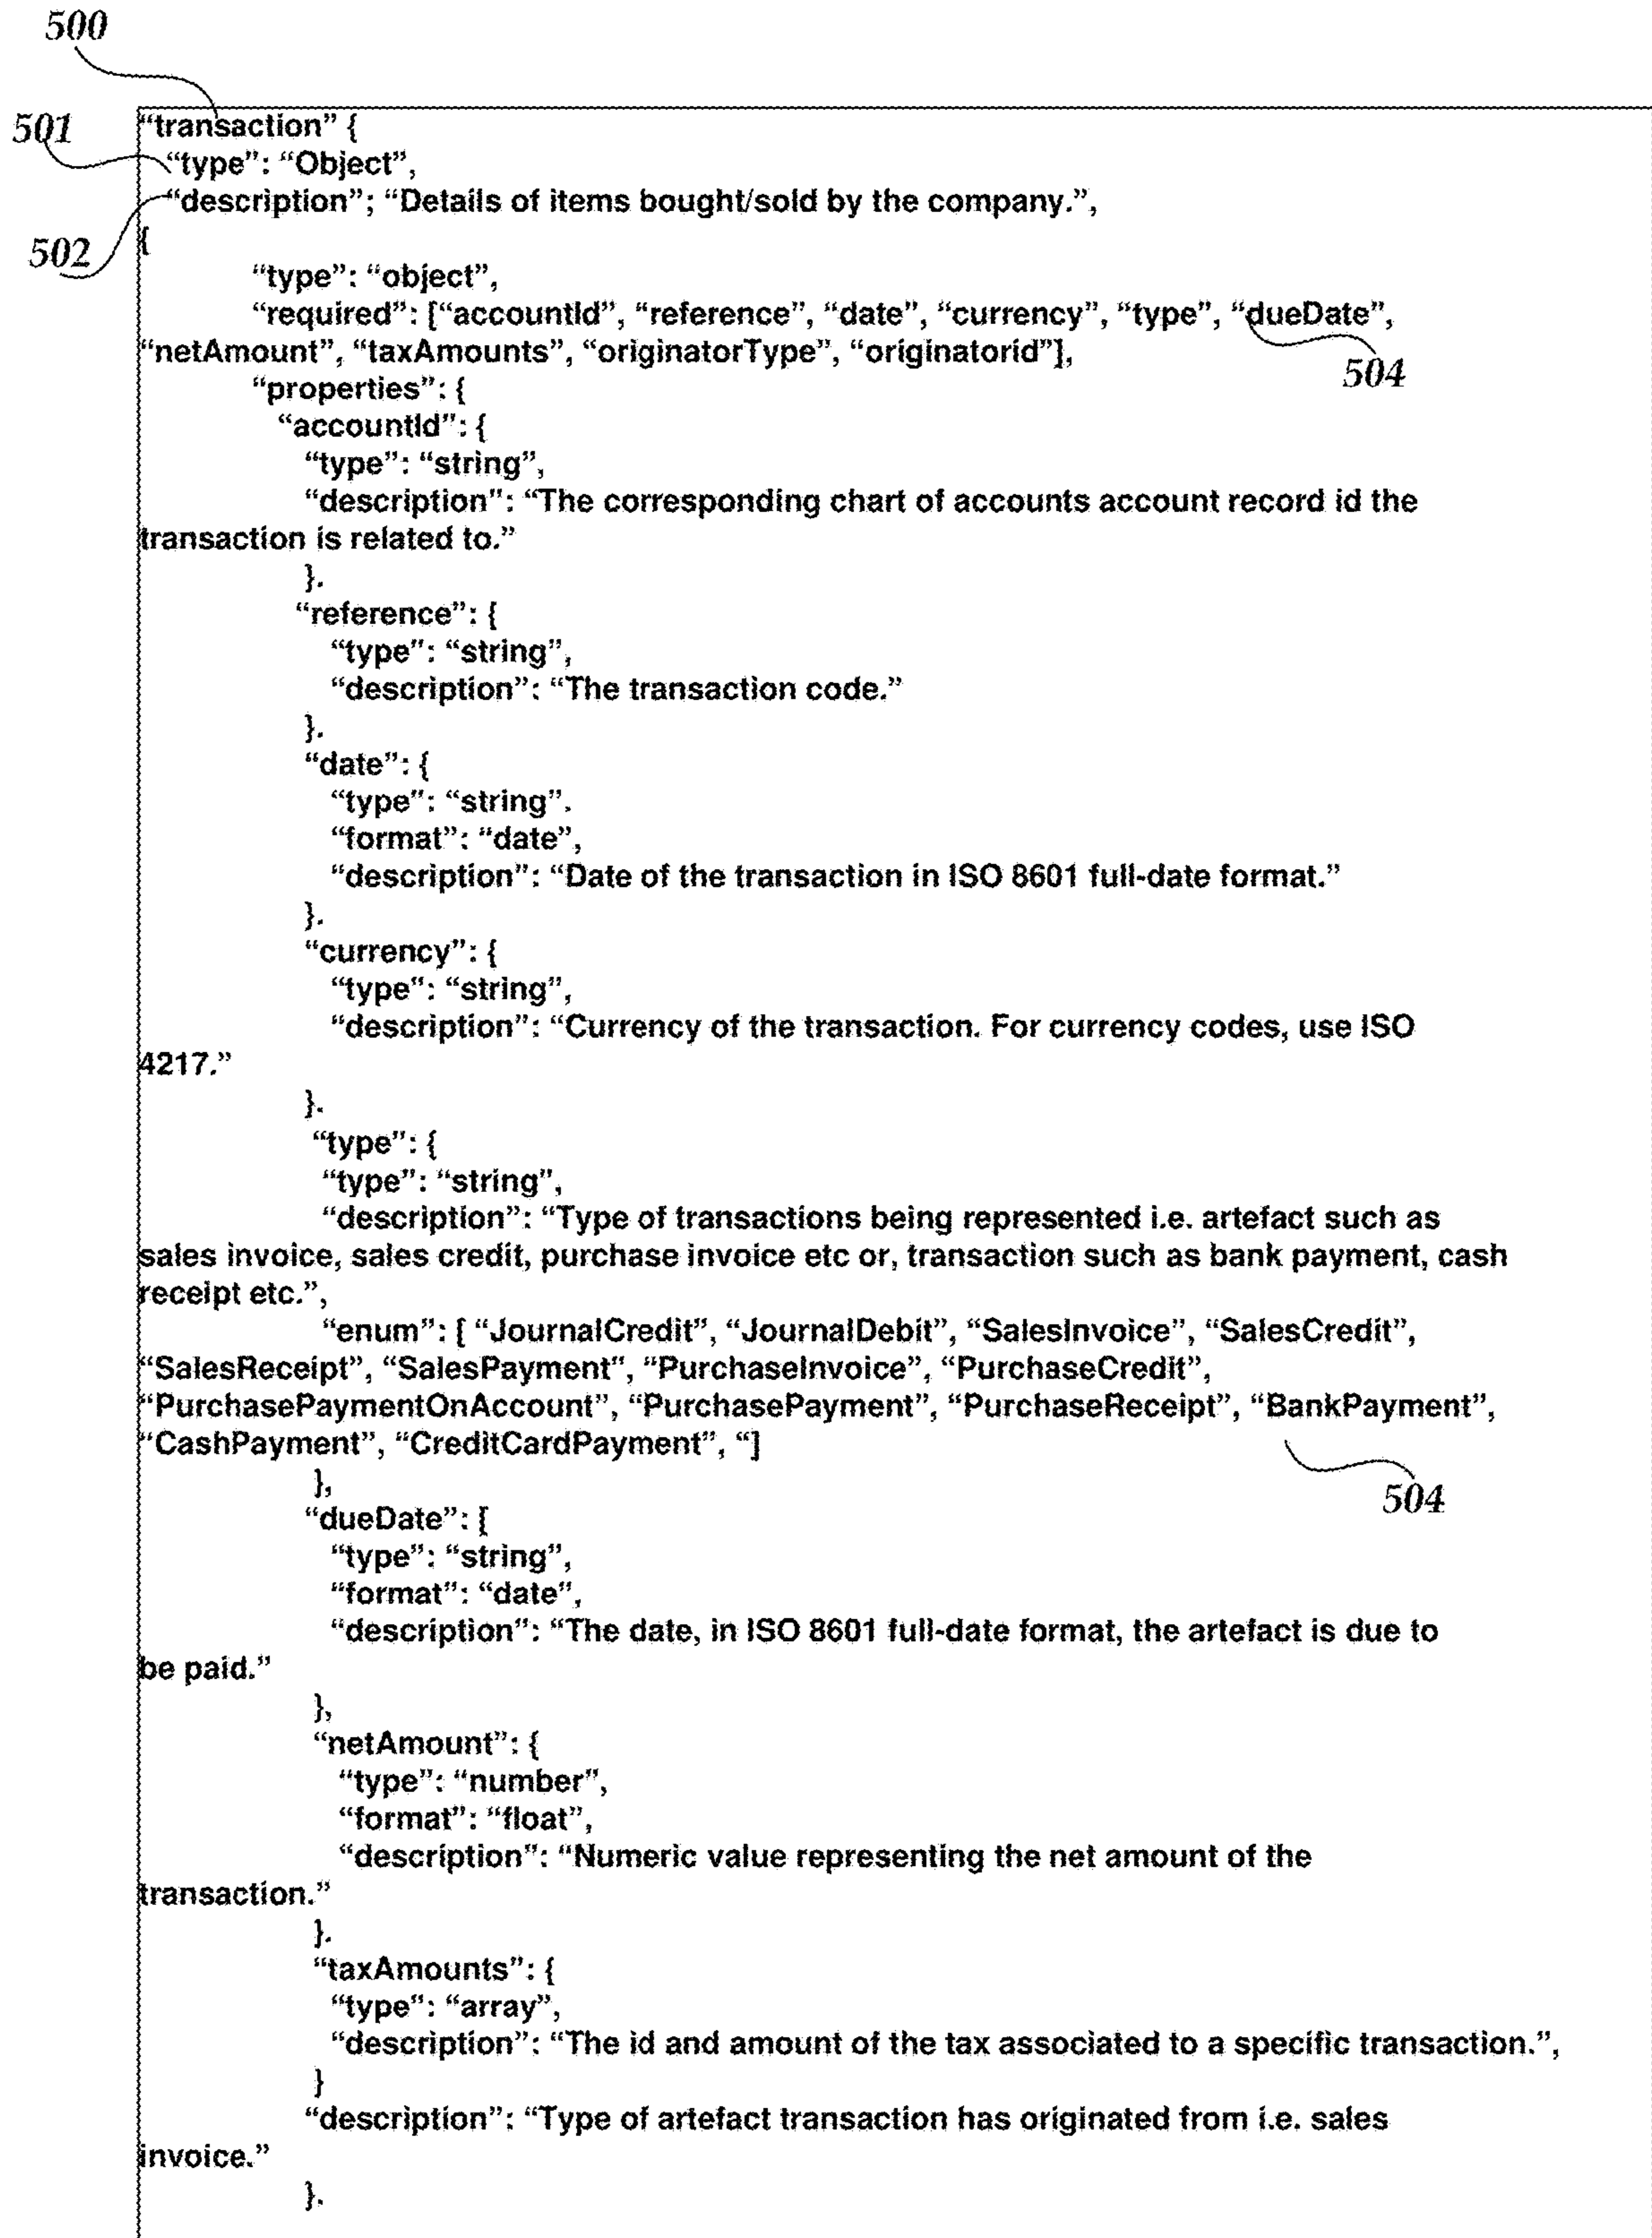 500
501
“transaction” {
“type”: “Object”,
“description”; “Details of items bought/sold by the company.”,
502
{
“type”: “object”,
“required”: [“accountId”, “reference”, “date”, “currency”, “type”, “dueDate”,
“netAmount”, “taxAmounts”, “originatorType”, “originatorid”],
504
“properties”: {
“accountId”: {
“type”: “string”,
“description”: “The corresponding chart of accounts account record id the
transaction is related to.”
}.
“reference”: {
“type”: “string”,
“description”: “The transaction code.”
}.
“date”: {
“type”: “string”.
“format”: “date”,
“description”: “Date of the transaction in ISO 8601 full-date format.”
}.
“currency”: {
“type”: “string”,
“description”: “Currency of the transaction. For currency codes, use ISO
4217.”
}.
“type”: {
“type”: “string”,
“description”: “Type of transactions being represented i.e. artefact such as
sales invoice, sales credit, purchase invoice etc or, transaction such as bank payment, cash
receipt etc.”,
“enum”: [ “JournalCredit”, “JournalDebit”, “SalesInvoice”, “SalesCredit”,
“SalesReceipt”, “SalesPayment”, “PurchaseInvoice”, “PurchaseCredit”,
“PurchasePaymentOnAccount”, “PurchasePayment”, “PurchaseReceipt”, “BankPayment”,
“CashPayment”, “CreditCardPayment”, “]
},
504
“dueDate”: [
“type”: “string”,
“format”: “date”,
“description”: “The date, in ISO 8601 full-date format, the artefact is due to
be paid.”
},
“netAmount”: {
“type”: “number”,
“format”: “float”,
“description”: “Numeric value representing the net amount of the
transaction.”
}.
“taxAmounts”: {
“type”: “array”,
“description”: “The id and amount of the tax associated to a specific transaction.”,
}
“description”: “Type of artefact transaction has originated from i.e. sales
invoice.”
}.